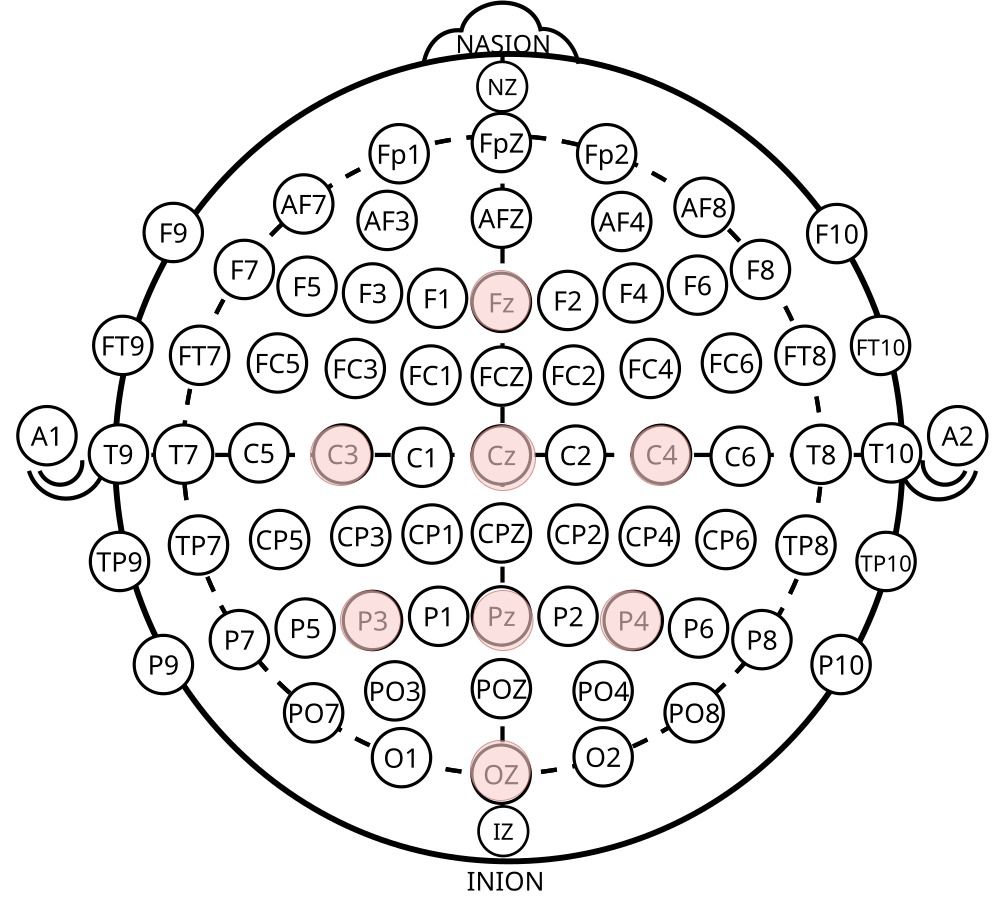 NASION
NZ
Fp1 FpZ Fp2
AF7 AF3 AFZ AF4 AF8
F9 F10
F7 F5 F3 F1 Fz F2 F4 F6 F8
FT9 FT7 FC5 FC3 FC1 FCZ FC2 FC4 FC6 FT8 FT10
A1 T9 T7 C5 C3 C1 Cz C2 C4 C6 T8 T10 A2
TP9 TP7 CP5 CP3 CP1 CPZ CP2 CP4 CP6 TP8 TP10
P9 P7 P5 P3 P1 Pz P2 P4 P6 P8 P10
PO7 PO3 POZ PO4 PO8
O1 OZ O2
IZ
INION